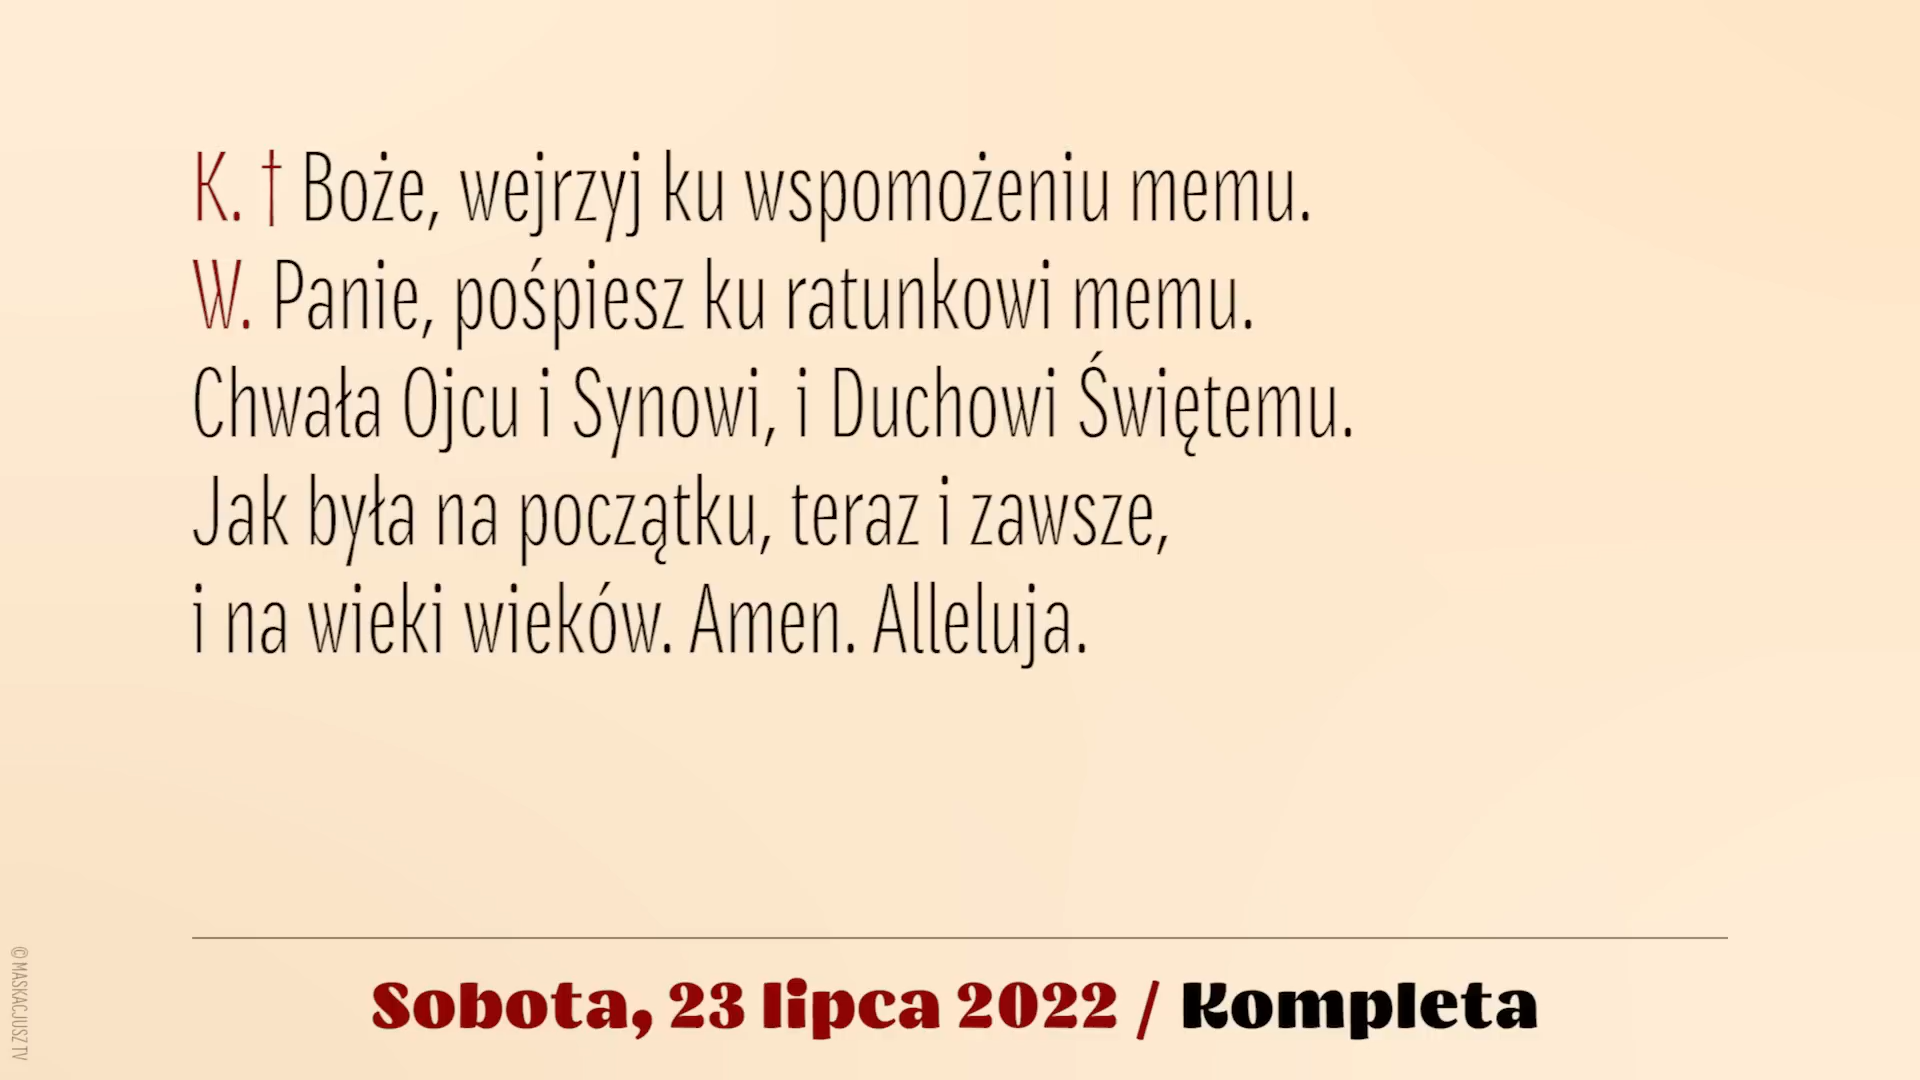 K. † Boże, wejrzyj ku wspomożeniu memu.
W. Panie, pośpiesz ku ratunkowi memu.
Chwała Ojcu i Synowi, i Duchowi Świętemu.
Jak była na początku, teraz i zawsze,
i na wieki wieków. Amen. Alleluja.
Sobota, 23 lipca 2022 / Kompleta
© MASKACJUSZ TV